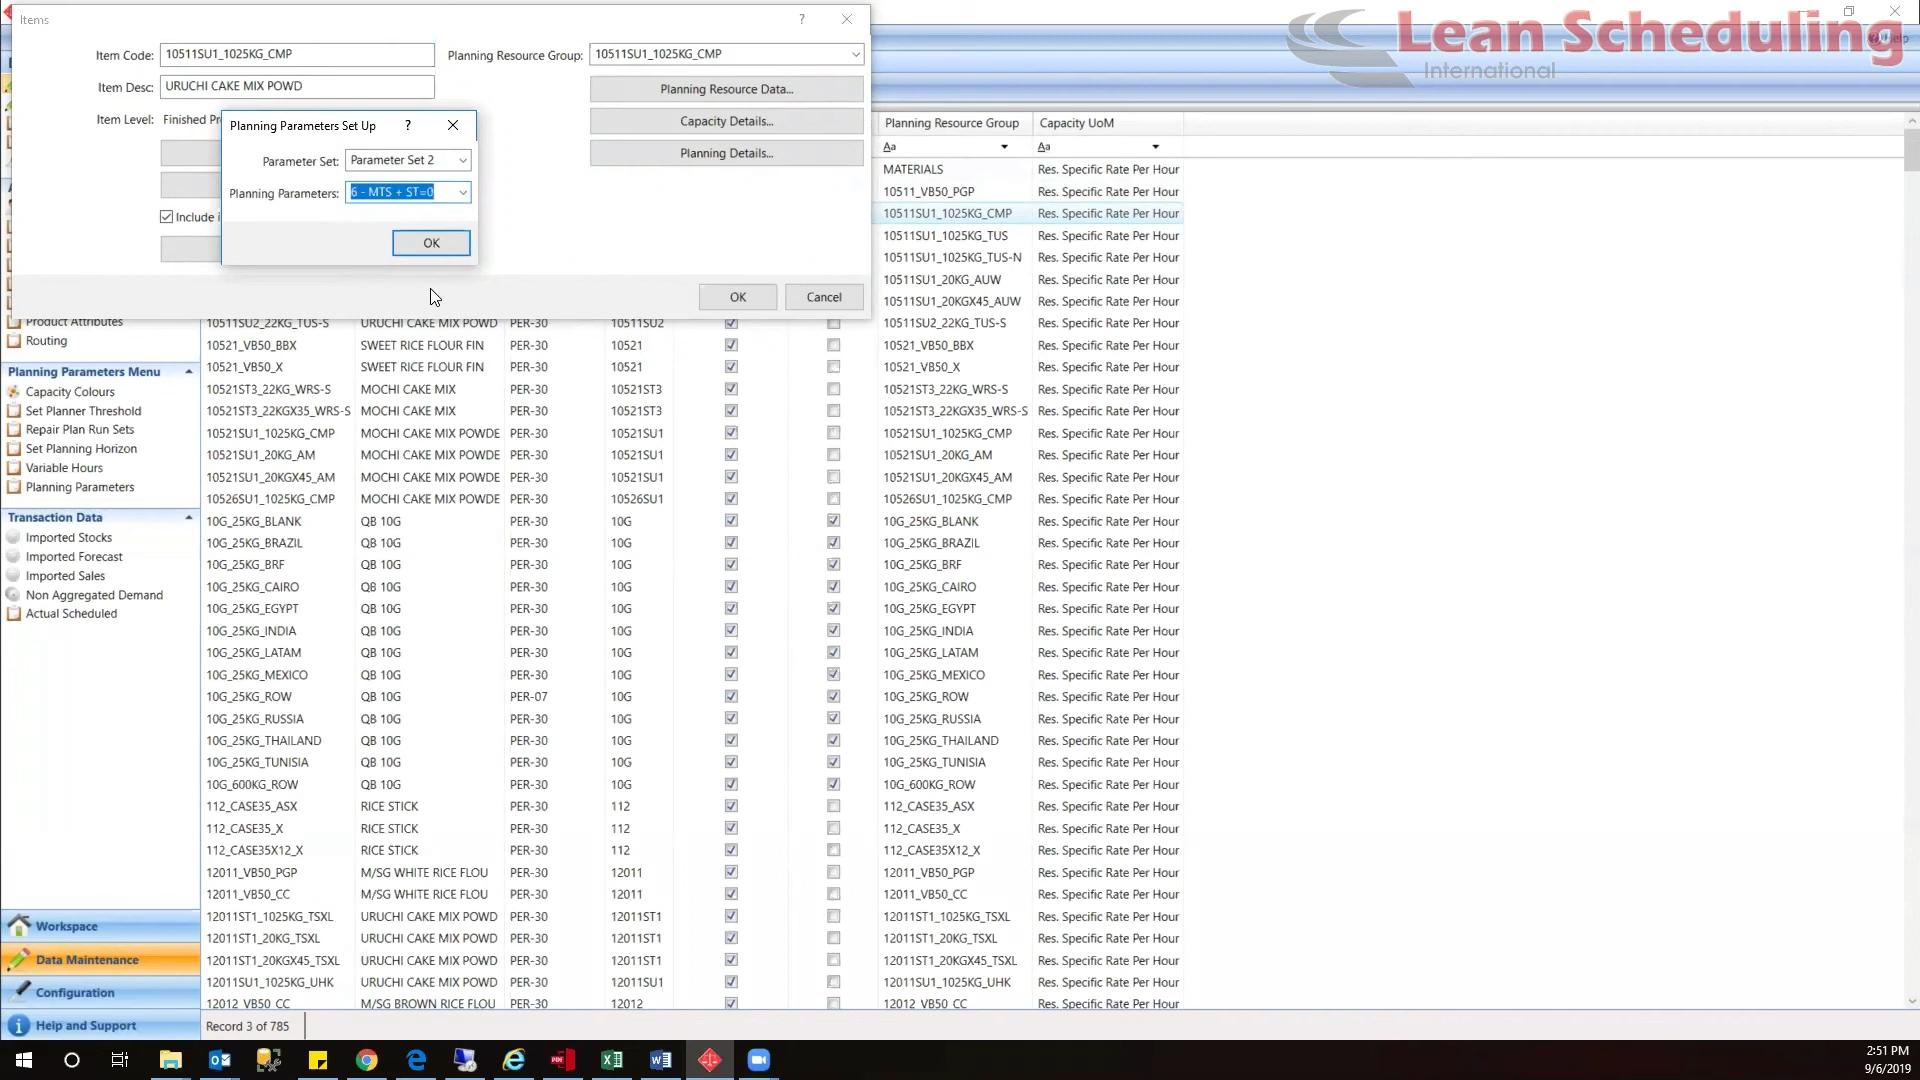 Items
?
Item Code: 10511SU1_1025KG_CMP
Planning Resource Group: 10511SU1_1025KG_CMP
Item Desc: URUCHI CAKE MIX POWD
Planning Resource Data...
Item Level: Finished Pr
Capacity Details...
Planning Details...
Include i
OK
Cancel
Planning Parameters Set Up
?
Parameter Set: Parameter Set 2
Planning Parameters: 6 - MTS + ST=0
OK
Lean Scheduling
International
Planning Resource Group Capacity UoM
Aa Aa
MATERIALS Res. Specific Rate Per Hour
10511_VB50_PGP Res. Specific Rate Per Hour
10511SU1_1025KG_CMP Res. Specific Rate Per Hour
10511SU1_1025KG_TUS Res. Specific Rate Per Hour
10511SU1_1025KG_TUS-N Res. Specific Rate Per Hour
10511SU1_20KG_AUW Res. Specific Rate Per Hour
10511SU1_20KGX45_AUW Res. Specific Rate Per Hour
10511SU2_22KG_TUS-S URUCHI CAKE MIX POWD PER-30 10511SU2 10511SU2_22KG_TUS-S Res. Specific Rate Per Hour
10521_VB50_BBX SWEET RICE FLOUR FIN PER-30 10521 10521_VB50_BBX Res. Specific Rate Per Hour
10521_VB50_X SWEET RICE FLOUR FIN PER-30 10521 10521_VB50_X Res. Specific Rate Per Hour
10521ST3_22KG_WRS-S MOCHI CAKE MIX PER-30 10521ST3 10521ST3_22KG_WRS-S Res. Specific Rate Per Hour
10521ST3_22KGX35_WRS-S MOCHI CAKE MIX PER-30 10521ST3 10521ST3_22KGX35_WRS-S Res. Specific Rate Per Hour
10521SU1_1025KG_CMP MOCHI CAKE MIX POWDE PER-30 10521SU1 10521SU1_1025KG_CMP Res. Specific Rate Per Hour
10521SU1_20KG_AM MOCHI CAKE MIX POWDE PER-30 10521SU1 10521SU1_20KG_AM Res. Specific Rate Per Hour
10521SU1_20KGX45_AM MOCHI CAKE MIX POWDE PER-30 10521SU1 10521SU1_20KGX45_AM Res. Specific Rate Per Hour
10526SU1_1025KG_CMP MOCHI CAKE MIX POWDE PER-30 10526SU1 10526SU1_1025KG_CMP Res. Specific Rate Per Hour
10G_25KG_BLANK QB 10G PER-30 10G 10G_25KG_BLANK Res. Specific Rate Per Hour
10G_25KG_BRAZIL QB 10G PER-30 10G 10G_25KG_BRAZIL Res. Specific Rate Per Hour
10G_25KG_BRF QB 10G PER-30 10G 10G_25KG_BRF Res. Specific Rate Per Hour
10G_25KG_CAIRO QB 10G PER-30 10G 10G_25KG_CAIRO Res. Specific Rate Per Hour
10G_25KG_EGYPT QB 10G PER-30 10G 10G_25KG_EGYPT Res. Specific Rate Per Hour
10G_25KG_INDIA QB 10G PER-30 10G 10G_25KG_INDIA Res. Specific Rate Per Hour
10G_25KG_LATAM QB 10G PER-30 10G 10G_25KG_LATAM Res. Specific Rate Per Hour
10G_25KG_MEXICO QB 10G PER-30 10G 10G_25KG_MEXICO Res. Specific Rate Per Hour
10G_25KG_ROW QB 10G PER-07 10G 10G_25KG_ROW Res. Specific Rate Per Hour
10G_25KG_RUSSIA QB 10G PER-30 10G 10G_25KG_RUSSIA Res. Specific Rate Per Hour
10G_25KG_THAILAND QB 10G PER-30 10G 10G_25KG_THAILAND Res. Specific Rate Per Hour
10G_25KG_TUNISIA QB 10G PER-30 10G 10G_25KG_TUNISIA Res. Specific Rate Per Hour
10G_600KG_ROW QB 10G PER-30 10G 10G_600KG_ROW Res. Specific Rate Per Hour
112_CASE35_ASX RICE STICK PER-30 112 112_CASE35_ASX Res. Specific Rate Per Hour
112_CASE35_X RICE STICK PER-30 112 112_CASE35_X Res. Specific Rate Per Hour
112_CASE35X12_X RICE STICK PER-30 112 112_CASE35X12_X Res. Specific Rate Per Hour
12011_VB50_PGP M/SG WHITE RICE FLOU PER-30 12011 12011_VB50_PGP Res. Specific Rate Per Hour
12011_VB50_CC M/SG WHITE RICE FLOU PER-30 12011 12011_VB50_CC Res. Specific Rate Per Hour
12011ST1_1025KG_TSXL URUCHI CAKE MIX POWD PER-30 12011ST1 12011ST1_1025KG_TSXL Res. Specific Rate Per Hour
12011ST1_20KG_TSXL URUCHI CAKE MIX POWD PER-30 12011ST1 12011ST1_20KG_TSXL Res. Specific Rate Per Hour
12011ST1_20KGX45_TSXL URUCHI CAKE MIX POWD PER-30 12011ST1 12011ST1_20KGX45_TSXL Res. Specific Rate Per Hour
12011SU1_1025KG_UHK URUCHI CAKE MIX POWD PER-30 12011SU1 12011SU1_1025KG_UHK Res. Specific Rate Per Hour
12012_VB50_CC M/SG BROWN RICE FLOU PER-30 12012 12012_VB50_CC Res. Specific Rate Per Hour
Record 3 of 785
Product Attributes
Routing
Planning Parameters Menu
Capacity Colours
Set Planner Threshold
Repair Plan Run Sets
Set Planning Horizon
Variable Hours
Planning Parameters
Transaction Data
Imported Stocks
Imported Forecast
Imported Sales
Non Aggregated Demand
Actual Scheduled
Workspace
Data Maintenance
Configuration
Help and Support
2:51 PM
9/6/2019